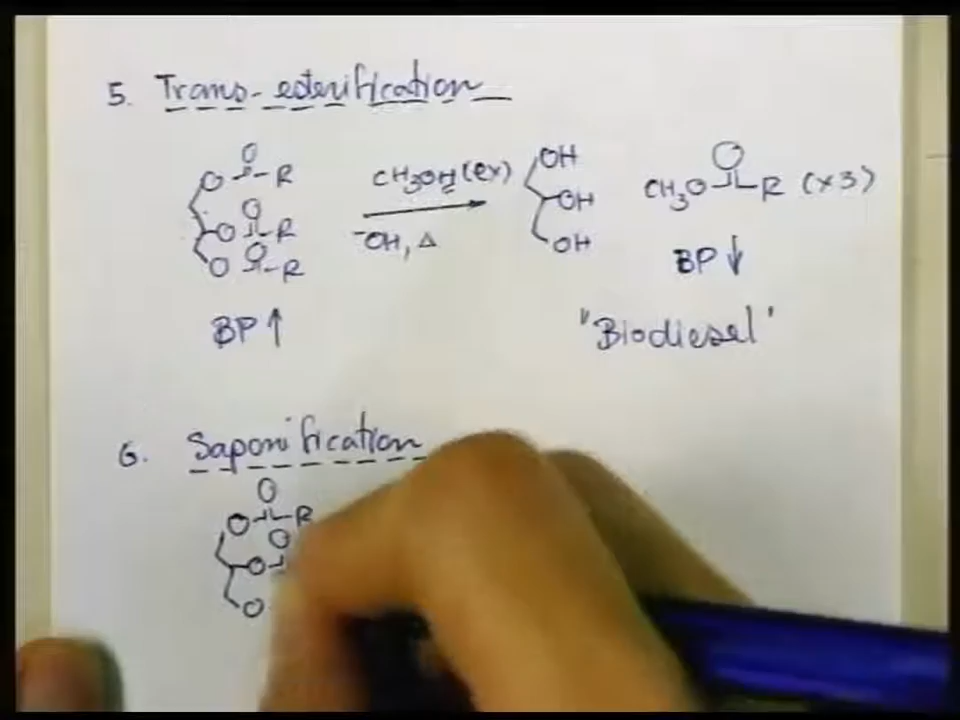 5. Trans-esterification
O
O R
O
O R
O
O R
CH3OH (ex)
-OH, Δ
OH
OH
OH
O
CH3O R (x3)
BP↑
BP↓
"Biodiesel"
6. Saponification
O
O R
O
O
O